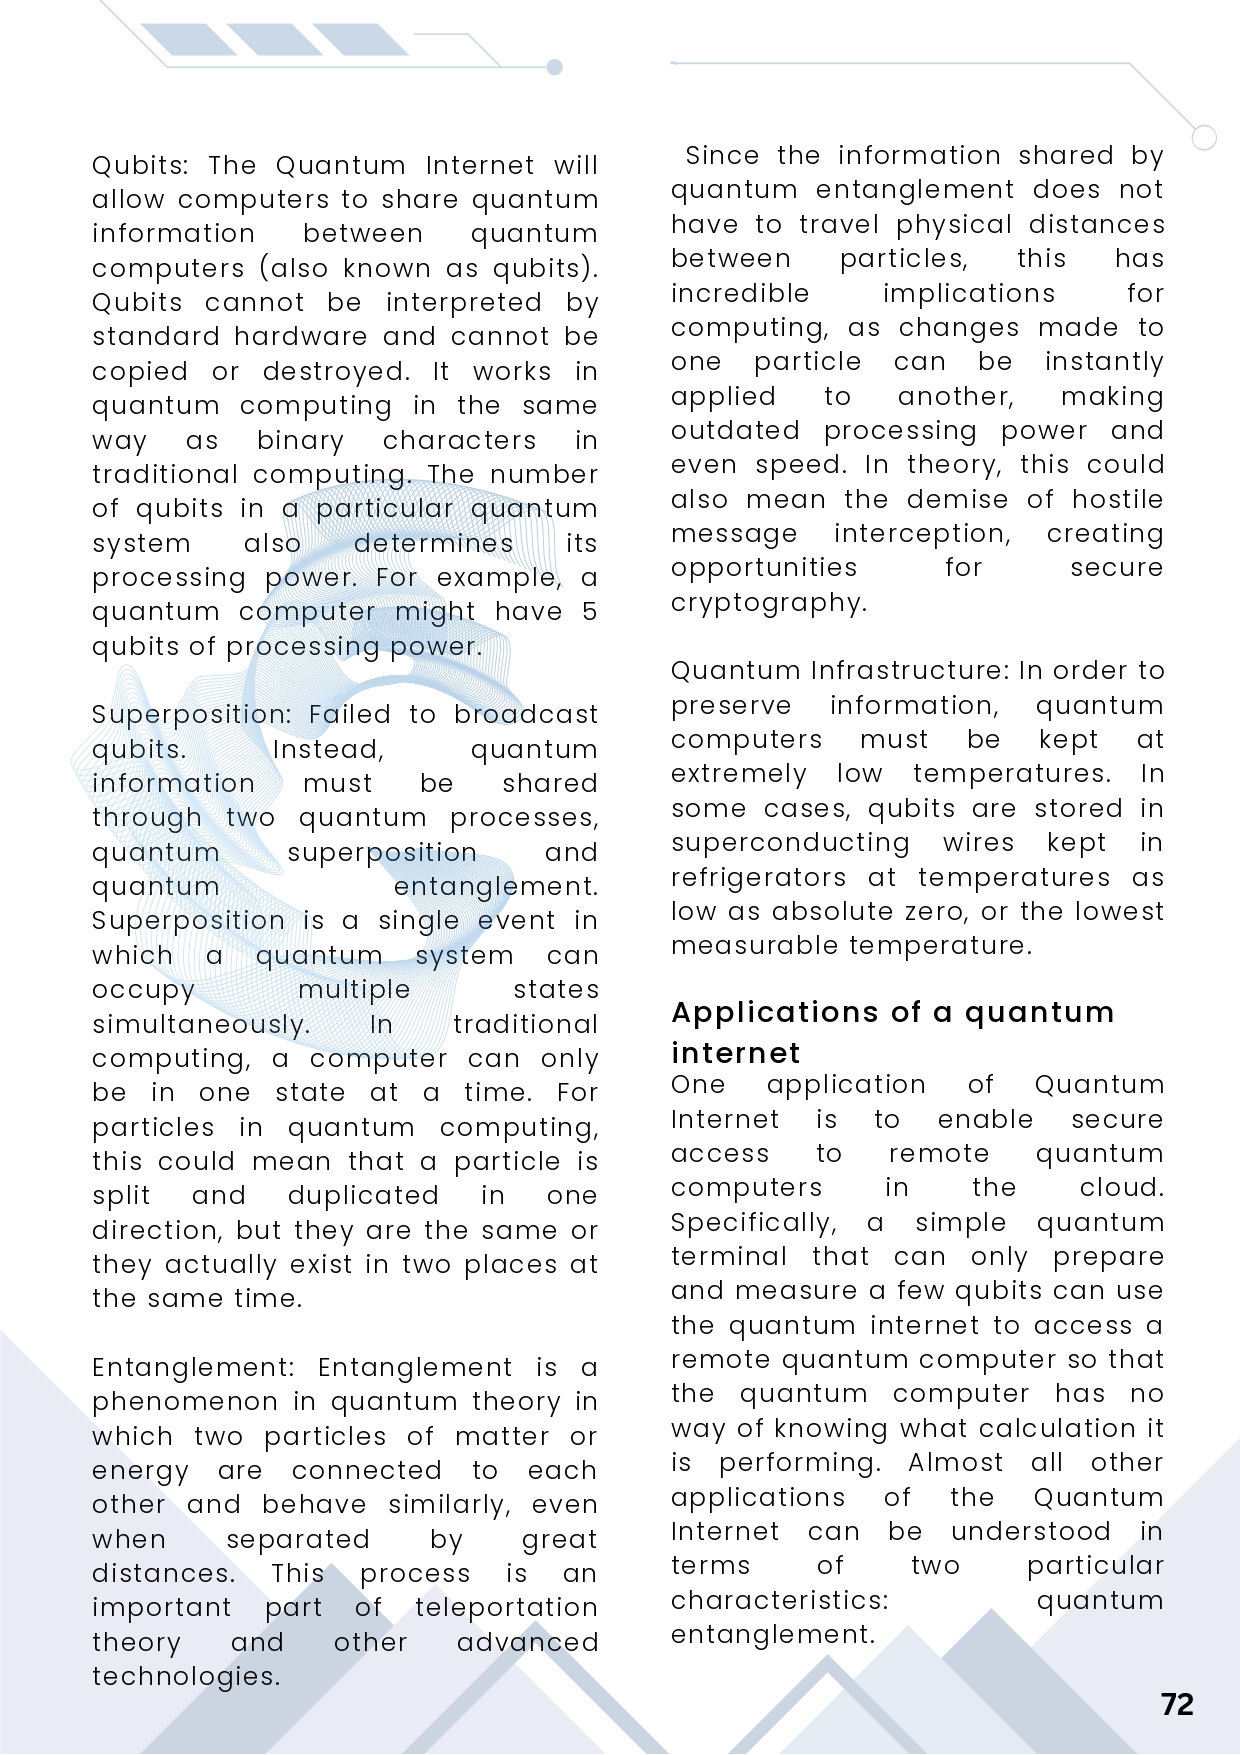 Qubits: The Quantum Internet will
allow computers to share quantum
information between quantum
computers (also known as qubits).
Qubits cannot be interpreted by
standard hardware and cannot be
copied or destroyed. It works in
quantum computing in the same
way as binary characters in
traditional computing. The number
of qubits in a particular quantum
system also determines its
processing power. For example, a
quantum computer might have 5
qubits of processing power.
Superposition: Failed to broadcast
qubits. Instead, quantum
information must be shared
through two quantum processes,
quantum superposition and
quantum entanglement.
Superposition is a single event in
which a quantum system can
occupy multiple states
simultaneously. In traditional
computing, a computer can only
be in one state at a time. For
particles in quantum computing,
this could mean that a particle is
split and duplicated in one
direction, but they are the same or
they actually exist in two places at
the same time.
Entanglement: Entanglement is a
phenomenon in quantum theory in
which two particles of matter or
energy are connected to each
other and behave similarly, even
when separated by great
distances. This process is an
important part of teleportation
theory and other advanced
technologies.
Since the information shared by
quantum entanglement does not
have to travel physical distances
between particles, this has
incredible implications for
computing, as changes made to
one particle can be instantly
applied to another, making
outdated processing power and
even speed. In theory, this could
also mean the demise of hostile
message interception, creating
opportunities for secure
cryptography.
Quantum Infrastructure: In order to
preserve information, quantum
computers must be kept at
extremely low temperatures. In
some cases, qubits are stored in
superconducting wires kept in
refrigerators at temperatures as
low as absolute zero, or the lowest
measurable temperature.
Applications of a quantum
internet
One application of Quantum
Internet is to enable secure
access to remote quantum
computers in the cloud.
Specifically, a simple quantum
terminal that can only prepare
and measure a few qubits can use
the quantum internet to access a
remote quantum computer so that
the quantum computer has no
way of knowing what calculation it
is performing. Almost all other
applications of the Quantum
Internet can be understood in
terms of two particular
characteristics: quantum
entanglement.
72